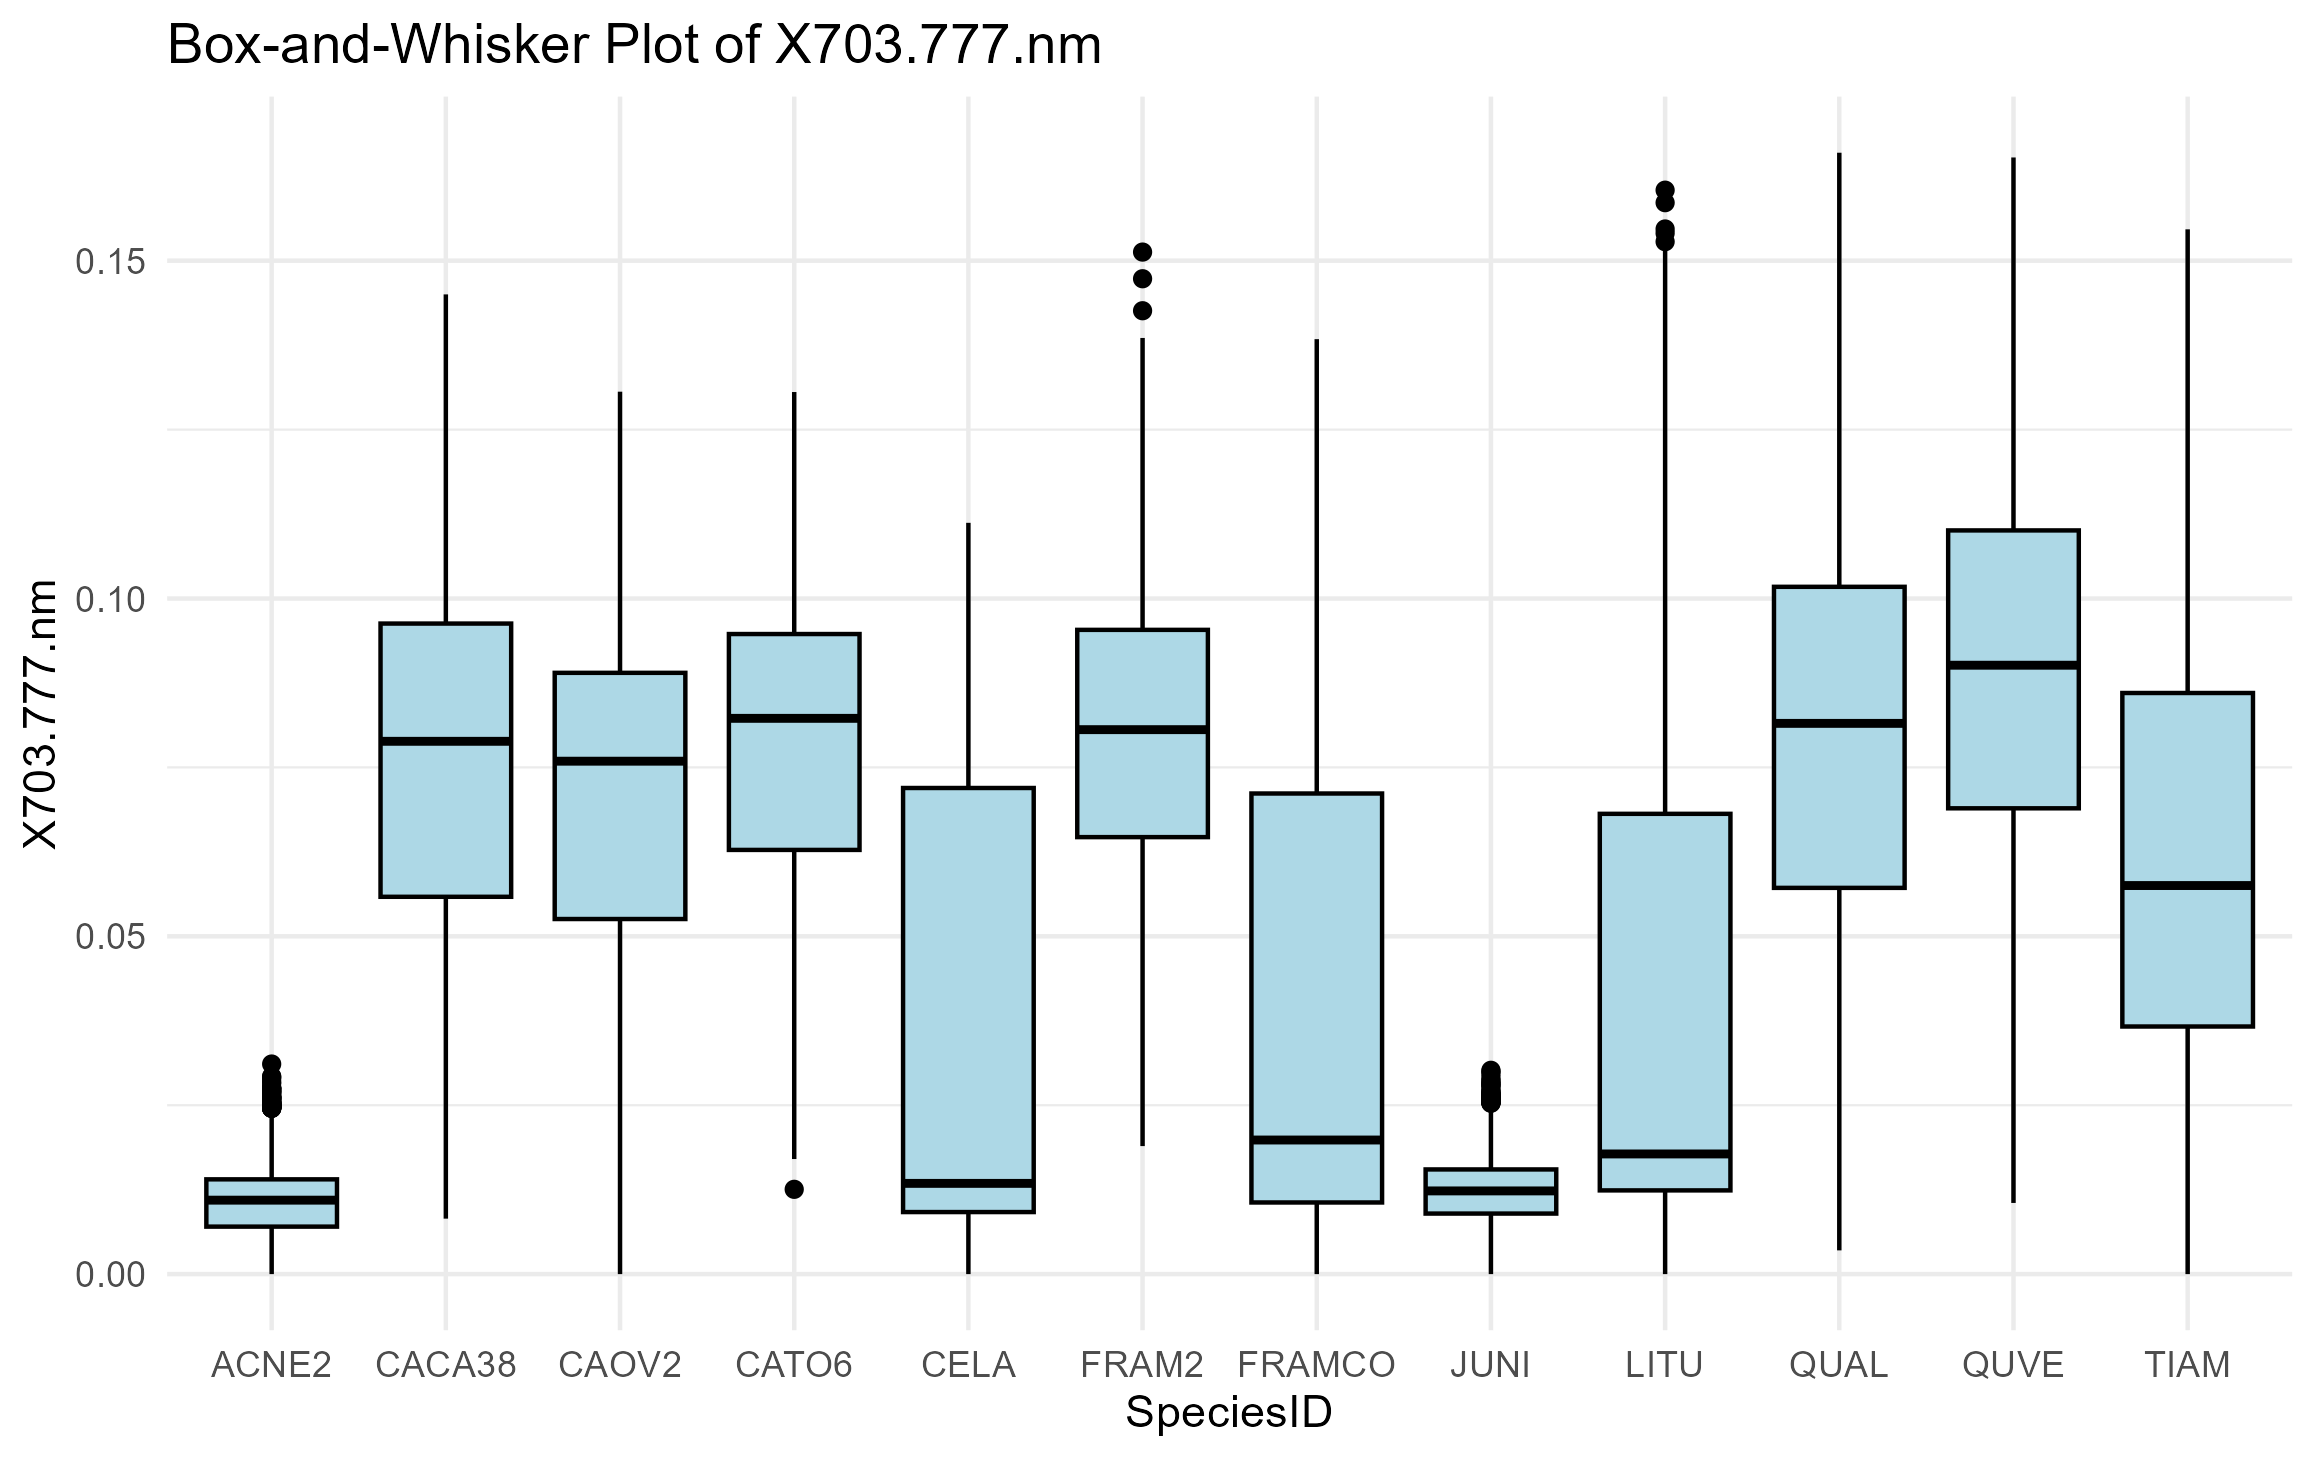 Box-and-Whisker Plot of X703.777.nm
X703.777.nm
0.15
0.10
0.05
0.00
ACNE2 CACA38 CAOV2 CATO6 CELA FRAM2 FRAMCO JUNI LITU QUAL QUVE TIAM
SpeciesID